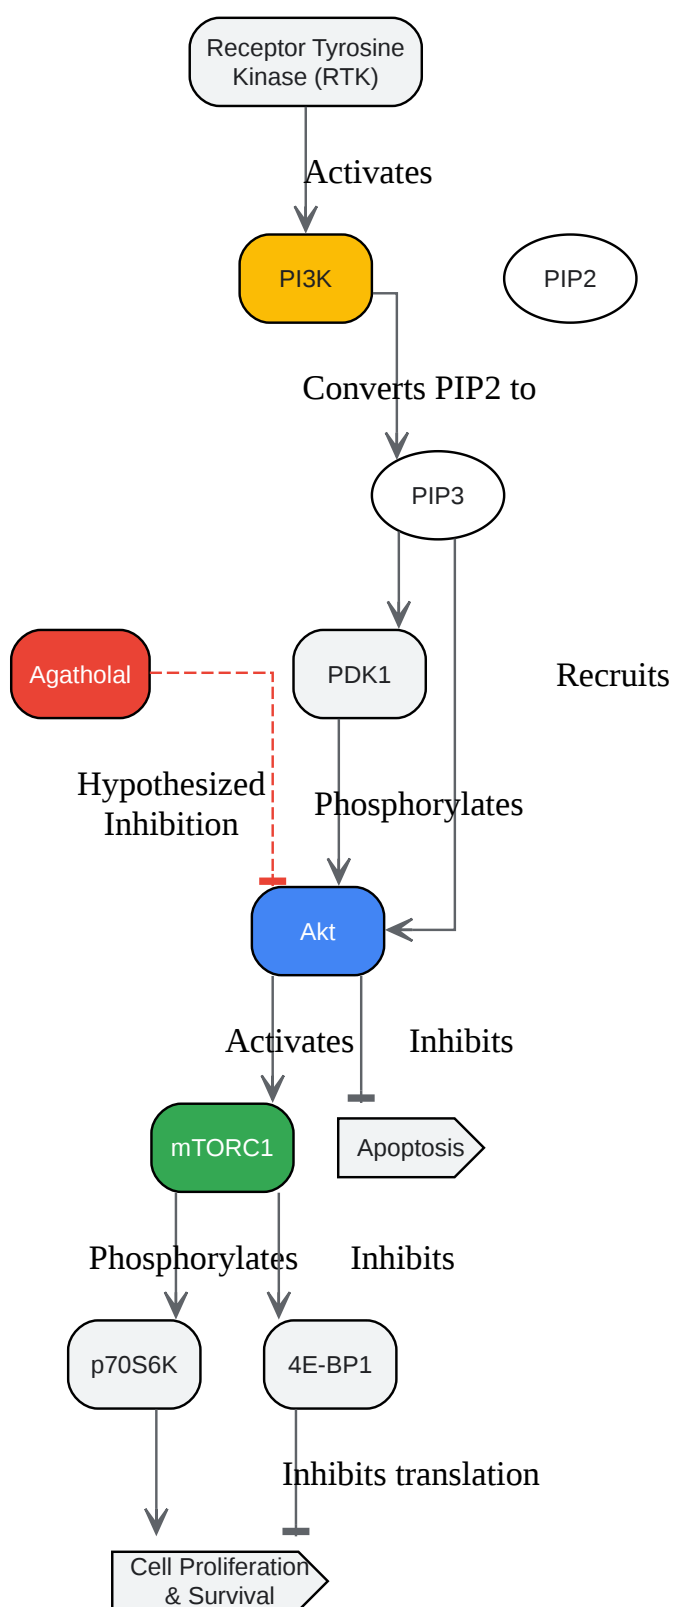 Receptor Tyrosine
Kinase (RTK)
Activates
PI3K
PIP2
Converts PIP2 to
PIP3
Agatholal
PDK1
Recruits
Hypothesized
Inhibition
Phosphorylates
Akt
Activates
Inhibits
mTORC1
Apoptosis
Phosphorylates
Inhibits
p70S6K
4E-BP1
Inhibits translation
Cell Proliferation
& Survival